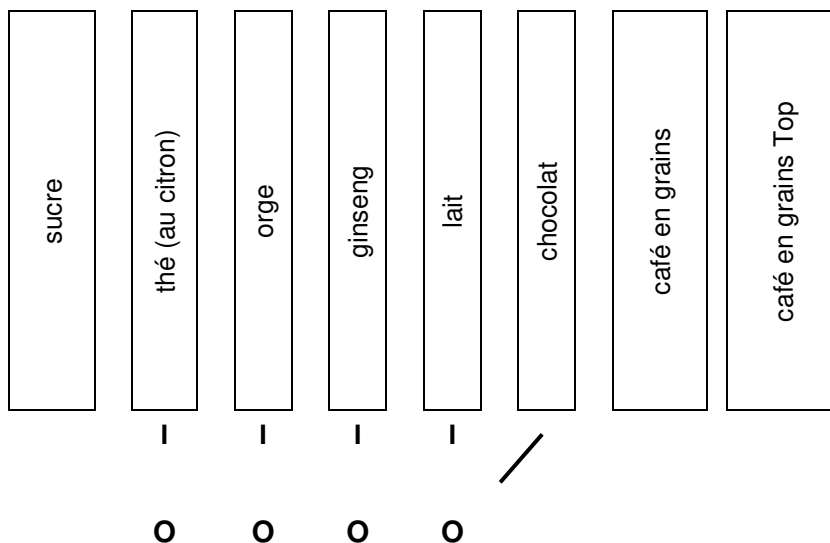 sucre
thé (au citron)
orge
ginseng
lait
chocolat
café en grains
café en grains Top
I I I I
O O O O